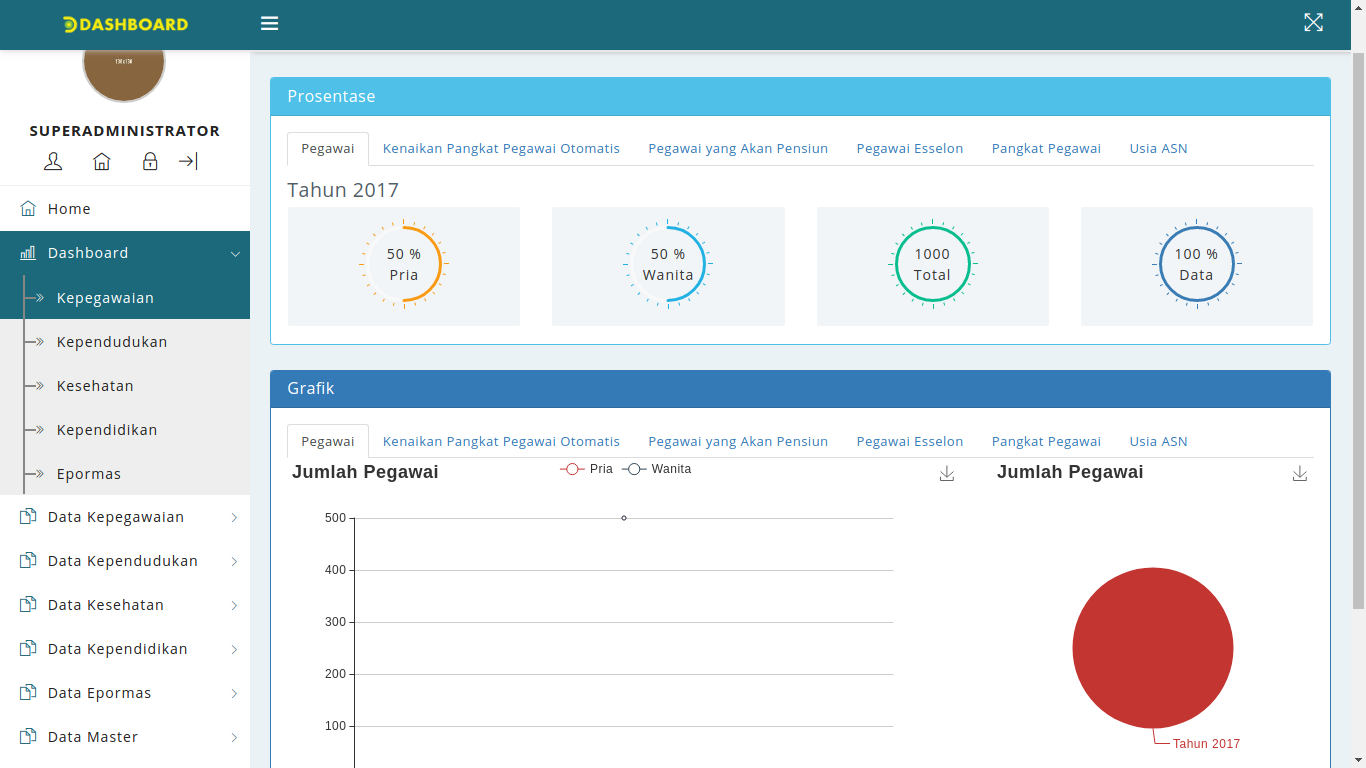 DASHBOARD
SUPERADMINISTRATOR
Home
Dashboard
Kepegawaian
Kependudukan
Kesehatan
Kependidikan
Epormas
Data Kepegawaian
Data Kependudukan
Data Kesehatan
Data Kependidikan
Data Epormas
Data Master
Prosentase
Pegawai Kenaikan Pangkat Pegawai Otomatis Pegawai yang Akan Pensiun Pegawai Esselon Pangkat Pegawai Usia ASN
Tahun 2017
50 %
Pria
50 %
Wanita
1000
Total
100 %
Data
Grafik
Pegawai Kenaikan Pangkat Pegawai Otomatis Pegawai yang Akan Pensiun Pegawai Esselon Pangkat Pegawai Usia ASN
Jumlah Pegawai
Pria Wanita
500
400
300
200
100
Jumlah Pegawai
Tahun 2017